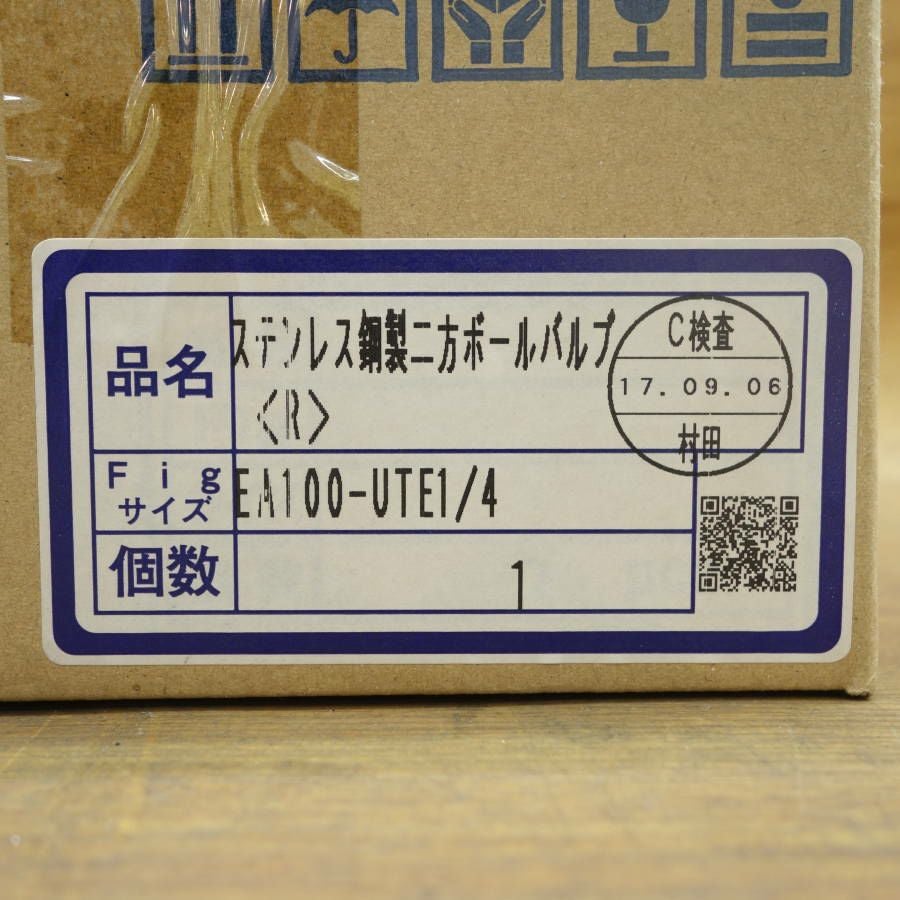 品名
ステンレス鋼製二方ボールバルブ
<R>
C検査
17.09.06
村田
Fig
サイズ
EA100-UTE1/4
個数
1